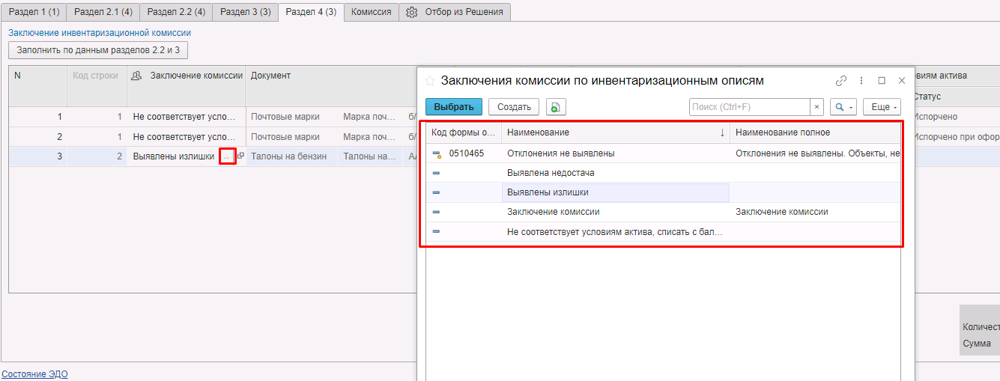 Раздел 1 (1) Раздел 2.1 (4) Раздел 2.2 (4) Раздел 3 (3) Раздел 4 (3) Комиссия Отбор из Решения
Заключение инвентаризационной комиссии
Заполнить по данным разделов 2.2 и 3
N Код строки Заключение комиссии Документ
овиям актива
Статус
1 1 Не соответствует усло… Почтовые марки Марка поч… б/
Испорчено
2 1 Не соответствует усло… Почтовые марки Марка поч… б/
Испорчено при офор
3 2 Выявлены излишки ... Талоны на бензин Талоны на…
Заключения комиссии по инвентаризационным описям
Выбрать Создать Поиск (Ctrl+F) × Еще
Код формы о… Наименование ↓ Наименование полное
0510465 Отклонения не выявлены Отклонения не выявлены. Объекты, не
Выявлена недостача
Выявлены излишки
Заключение комиссии Заключение комиссии
Не соответствует условиям актива, списать с бал…
Количест
Сумма
Состояние ЭДО